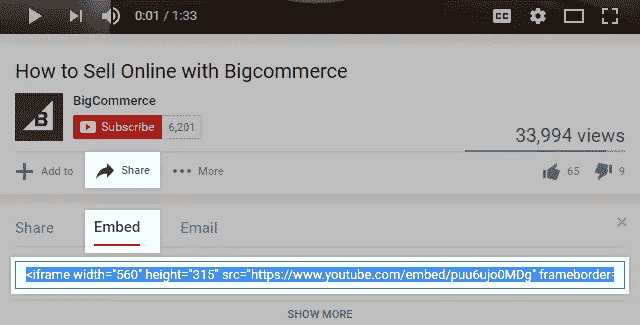 0:01 / 1:33
CC
How to Sell Online with Bigcommerce
B
BigCommerce
Subscribe 6,201
33,994 views
Add to Share More 65 9
Share Embed Email
<iframe width="560" height="315" src="https://www.youtube.com/embed/puu6ujo0MDg" frameborder=
SHOW MORE